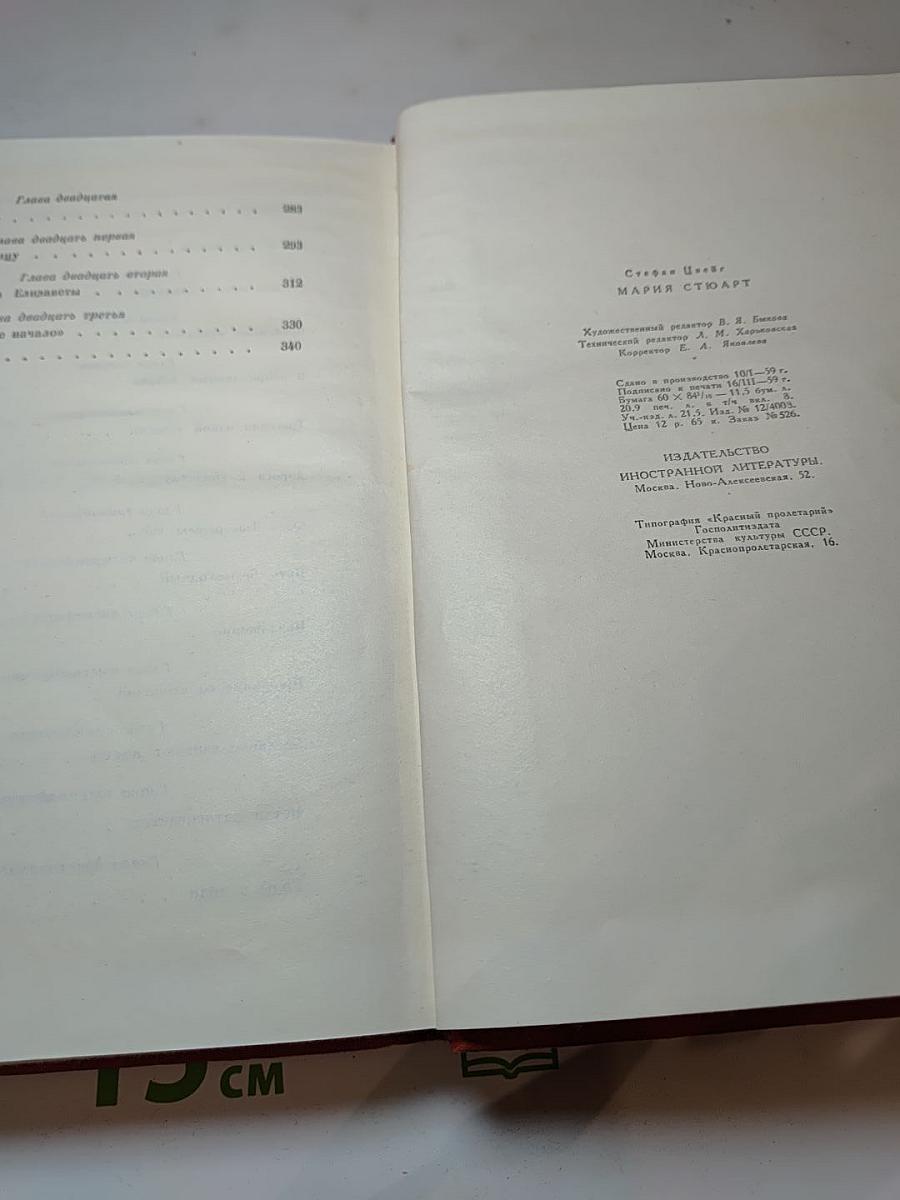 Глава двадцатая
. . . . . . . . . . . . . . . . 283
лава двадцать первая
ицу . . . . . . . . . . . . . . 293
Глава двадцать вторая
Елизаветы . . . . . . . . . . 312
ва двадцать третья
е начало» . . . . . . . . . . . . 330
. . . . . . . . . . . . . . . . 340
Стефан Цвейг
МАРИЯ СТЮАРТ
Художественный редактор В. Я. Быкова
Технический редактор Л. М. Харьковская
Корректор Е. А. Яковлева
Сдано в производство 10/I—59 г.
Подписано к печати 16/III—59 г.
Бумага 60 × 84¹/₁₆ — 11,5 бум. л.
20,9 печ. л. в т/ч вкл. 8.
Уч.-изд. л. 21,5. Изд. № 12/4003.
Цена 12 р. 65 к. Заказ № 526.
ИЗДАТЕЛЬСТВО
ИНОСТРАННОЙ ЛИТЕРАТУРЫ.
Москва, Ново-Алексеевская, 52.
Типография «Красный пролетарий»
Госполитиздата
Министерства культуры СССР.
Москва, Краснопролетарская, 16.
15 см